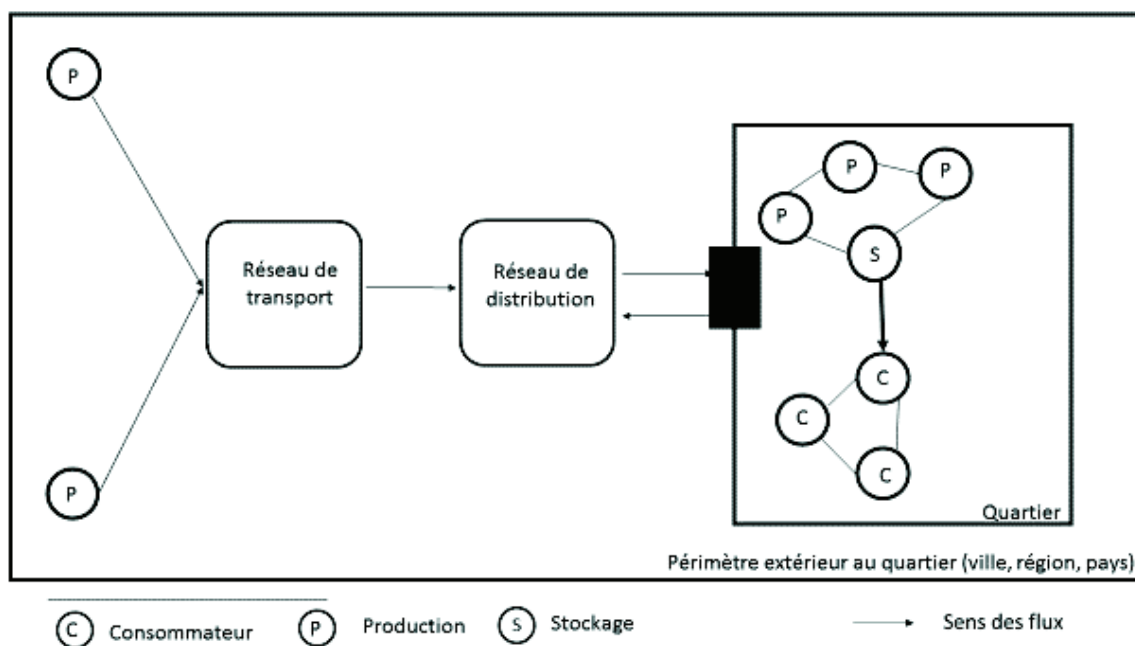 P
P
P
P
P
S
Réseau de
transport
Réseau de
distribution
C
C
C
Quartier
Périmètre extérieur au quartier (ville, région, pays)
C Consommateur P Production S Stockage Sens des flux